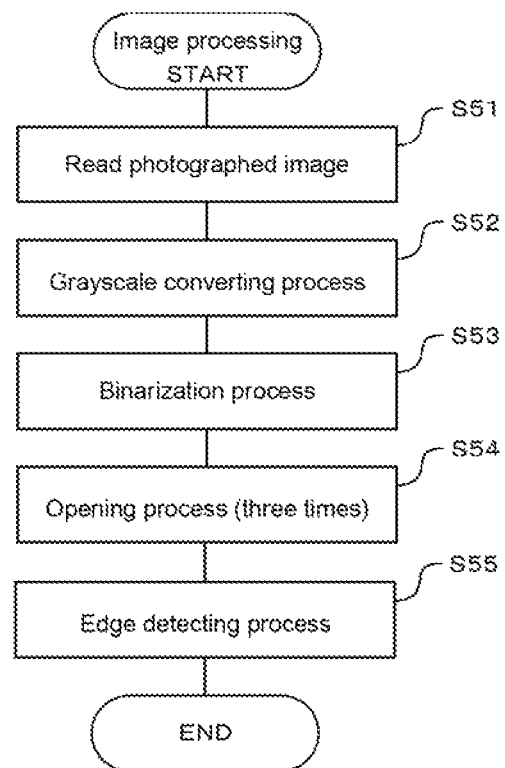 Image processing
START
S51
Read photographed image
S52
Grayscale converting process
S53
Binarization process
S54
Opening process (three times)
S55
Edge detecting process
END